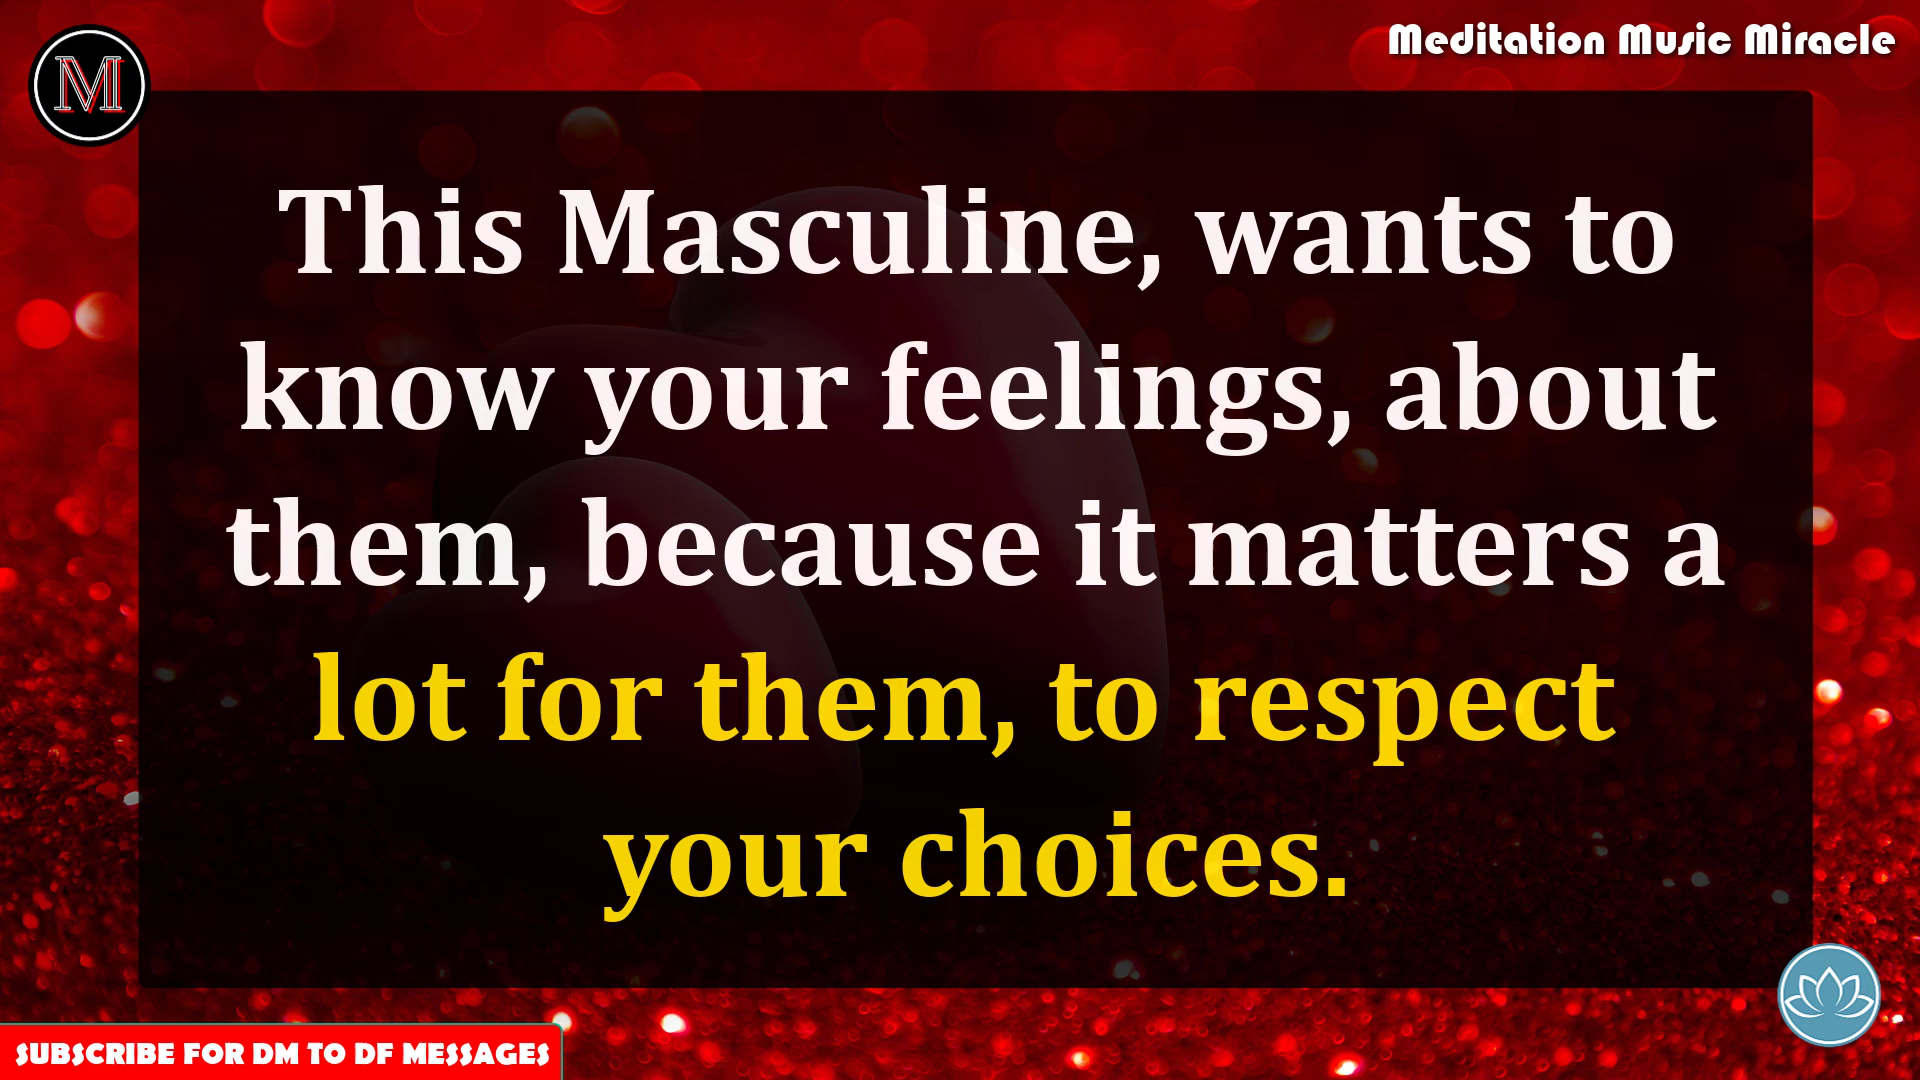 Meditation Music Miracle
M
This Masculine, wants to
know your feelings, about
them, because it matters a
lot for them, to respect
your choices.
SUBSCRIBE FOR DM TO DF MESSAGES